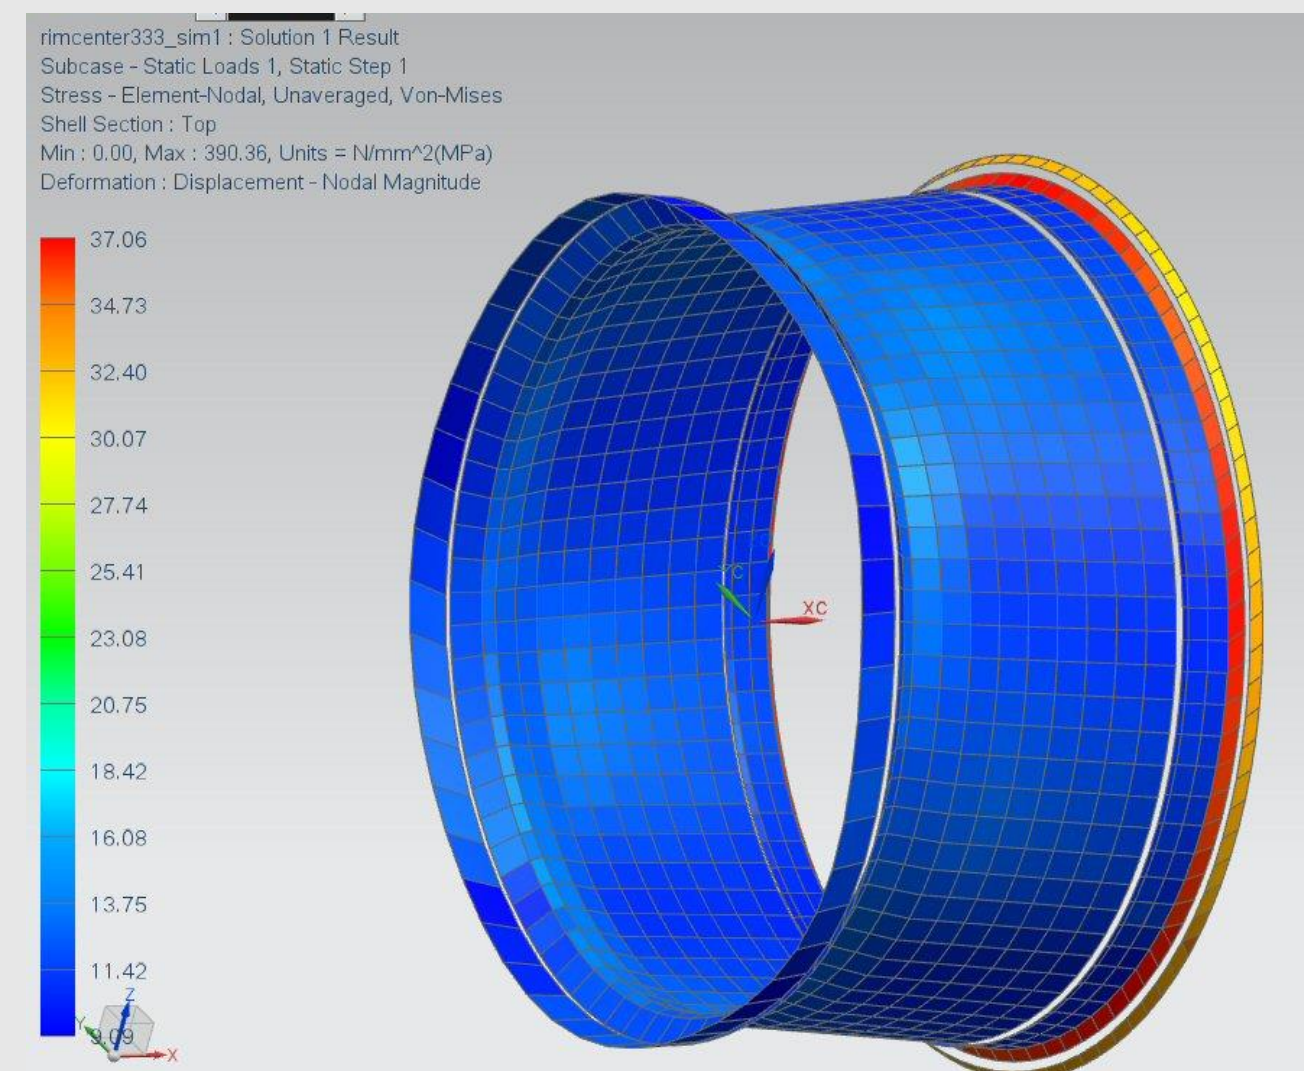 rimcenter333_sim1 : Solution 1 Result
Subcase - Static Loads 1, Static Step 1
Stress - Element-Nodal, Unaveraged, Von-Mises
Shell Section : Top
Min : 0.00, Max : 390.36, Units = N/mm^2(MPa)
Deformation : Displacement - Nodal Magnitude
37.06
34.73
32.40
30.07
27.74
25.41
23.08
20.75
18.42
16.08
13.75
11.42
9.09
YC
XC
Z
Y
X